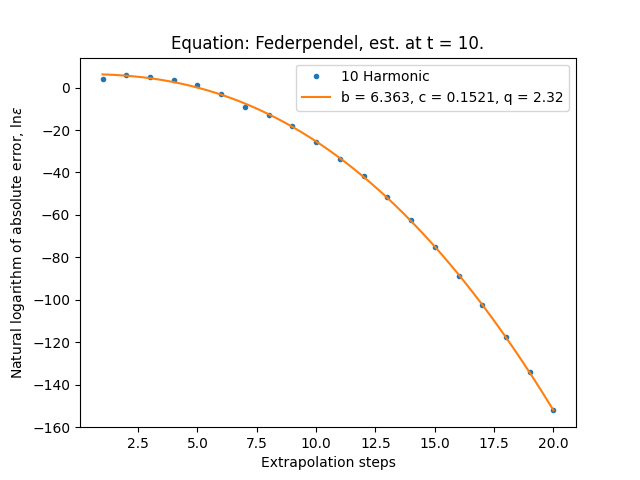 Equation: Federpendel, est. at t = 10.
10 Harmonic
b = 6.363, c = 0.1521, q = 2.32
Natural logarithm of absolute error, lnε
0
−20
−40
−60
−80
−100
−120
−140
−160
2.5 5.0 7.5 10.0 12.5 15.0 17.5 20.0
Extrapolation steps